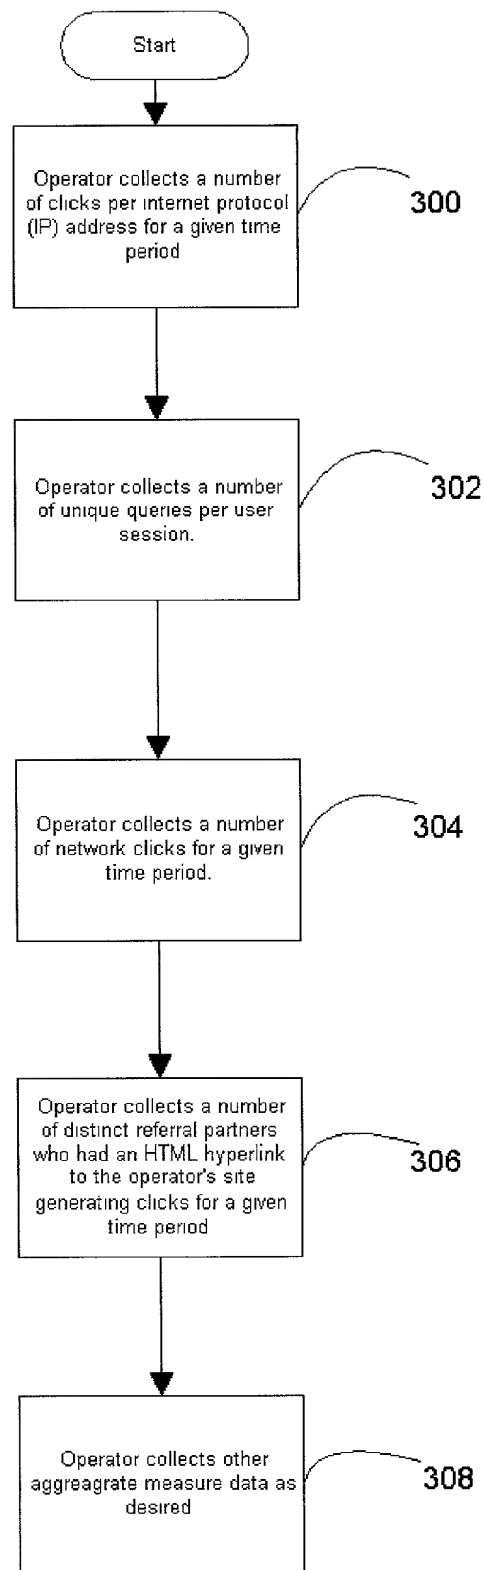 Start
Operator collects a number
of clicks per internet protocol
(IP) address for a given time
period
300
Operator collects a number
of unique queries per user
session.
302
Operator collects a number
of network clicks for a given
time period.
304
Operator collects a number
of distinct referral partners
who had an HTML hyperlink
to the operator's site
generating clicks for a given
time period
306
Operator collects other
aggreagrate measure data as
desired
308